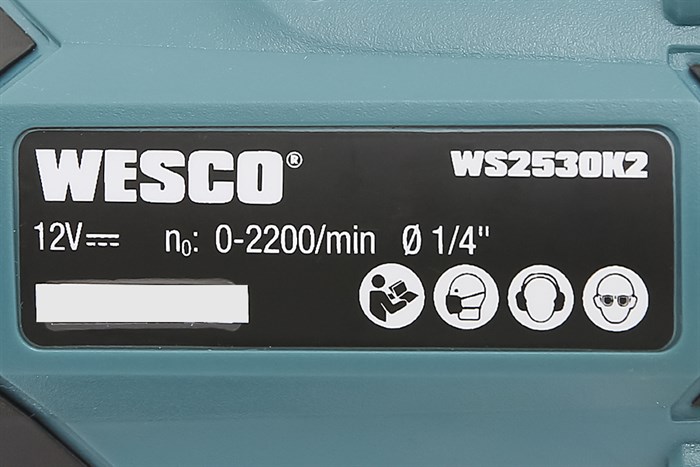 WESCO®
WS2530K2
12V⎓ n₀: 0-2200/min Ø 1/4"